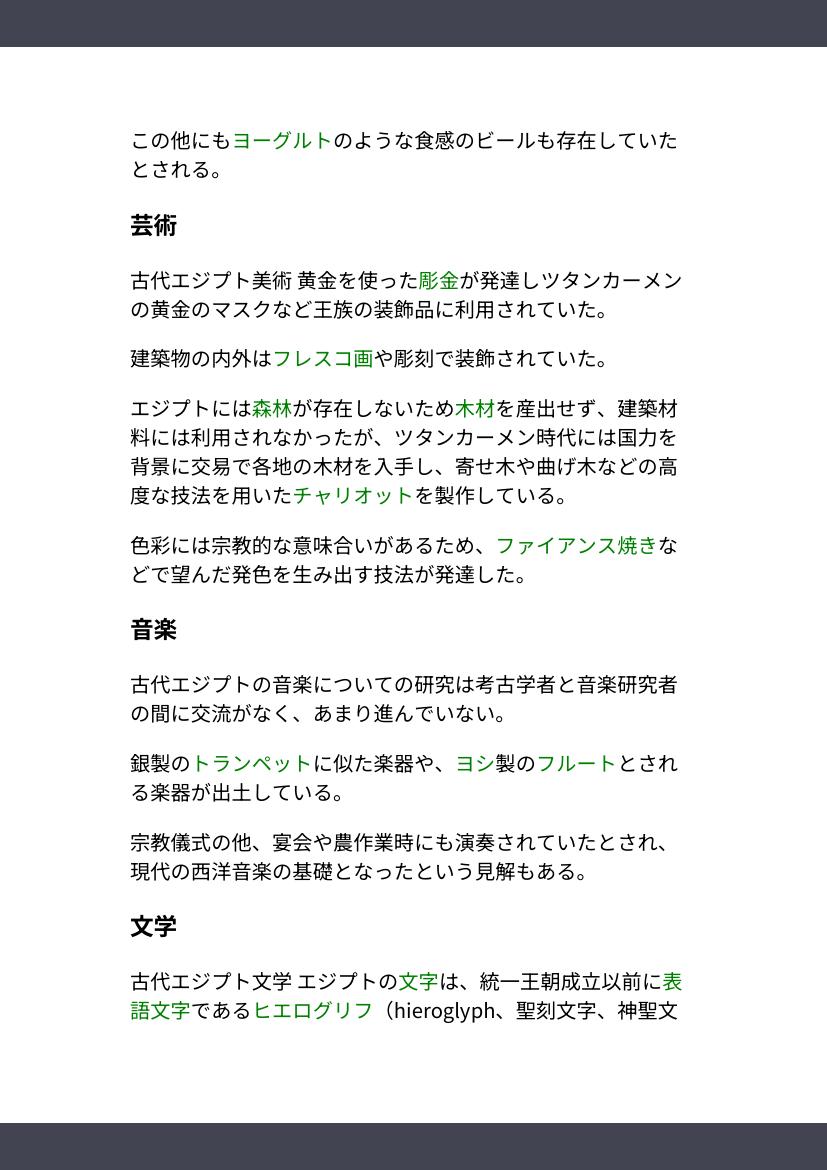 この他にもヨーグルトのような食感のビールも存在していた
とされる。
芸術
古代エジプト美術 黄金を使った彫金が発達しツタンカーメン
の黄金のマスクなど王族の装飾品に利用されていた。
建築物の内外はフレスコ画や彫刻で装飾されていた。
エジプトには森林が存在しないため木材を産出せず、建築材
料には利用されなかったが、ツタンカーメン時代には国力を
背景に交易で各地の木材を入手し、寄せ木や曲げ木などの高
度な技法を用いたチャリオットを製作している。
色彩には宗教的な意味合いがあるため、ファイアンス焼きな
どで望んだ発色を生み出す技法が発達した。
音楽
古代エジプトの音楽についての研究は考古学者と音楽研究者
の間に交流がなく、あまり進んでいない。
銀製のトランペットに似た楽器や、ヨシ製のフルートとされ
る楽器が出土している。
宗教儀式の他、宴会や農作業時にも演奏されていたとされ、
現代の西洋音楽の基礎となったという見解もある。
文学
古代エジプト文学 エジプトの文字は、統一王朝成立以前に表
語文字であるヒエログリフ（hieroglyph、聖刻文字、神聖文